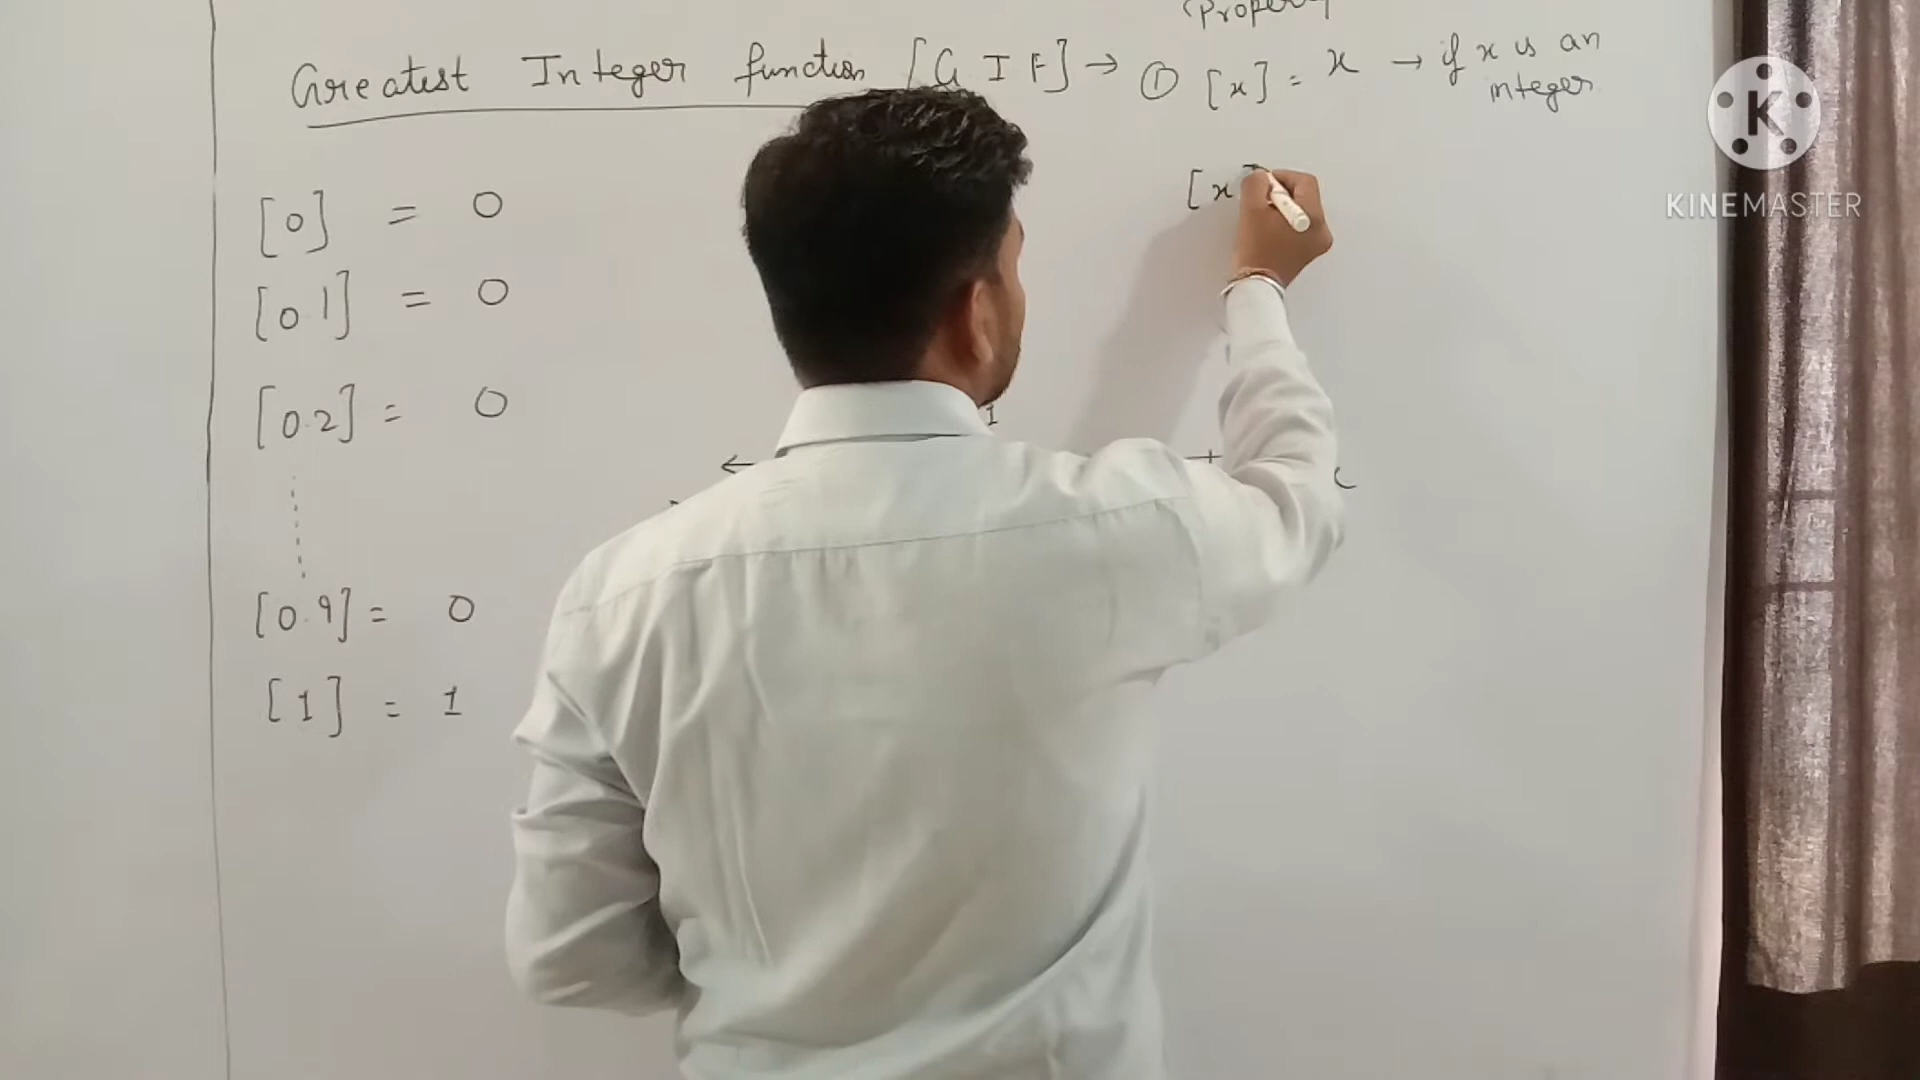 (Property
Greatest Integer function [G I F] → ① [x] = x → if x is an
integer
[0] = 0
[0.1] = 0
[0.2] = 0
[0.9] = 0
[1] = 1
[x]
1
K
KINEMASTER